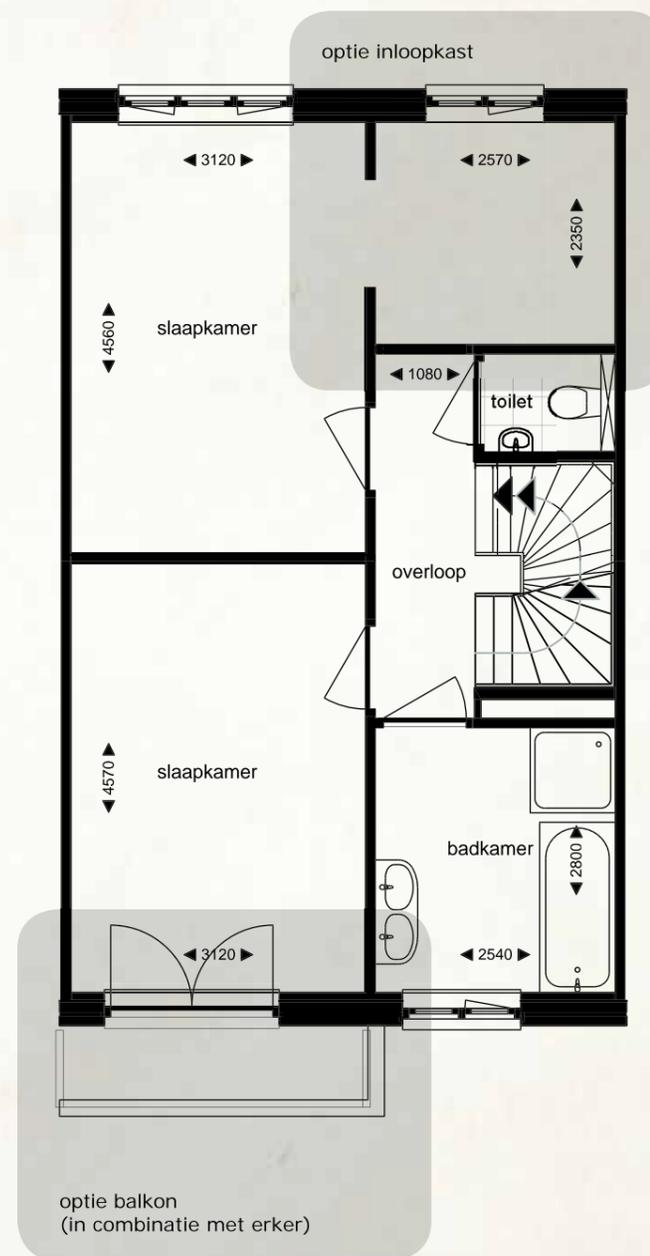 optie inloopkast
3120
2570
2350
4560
slaapkamer
1080
toilet
overloop
4570
slaapkamer
badkamer
2800
3120
2540
optie balkon
(in combinatie met erker)